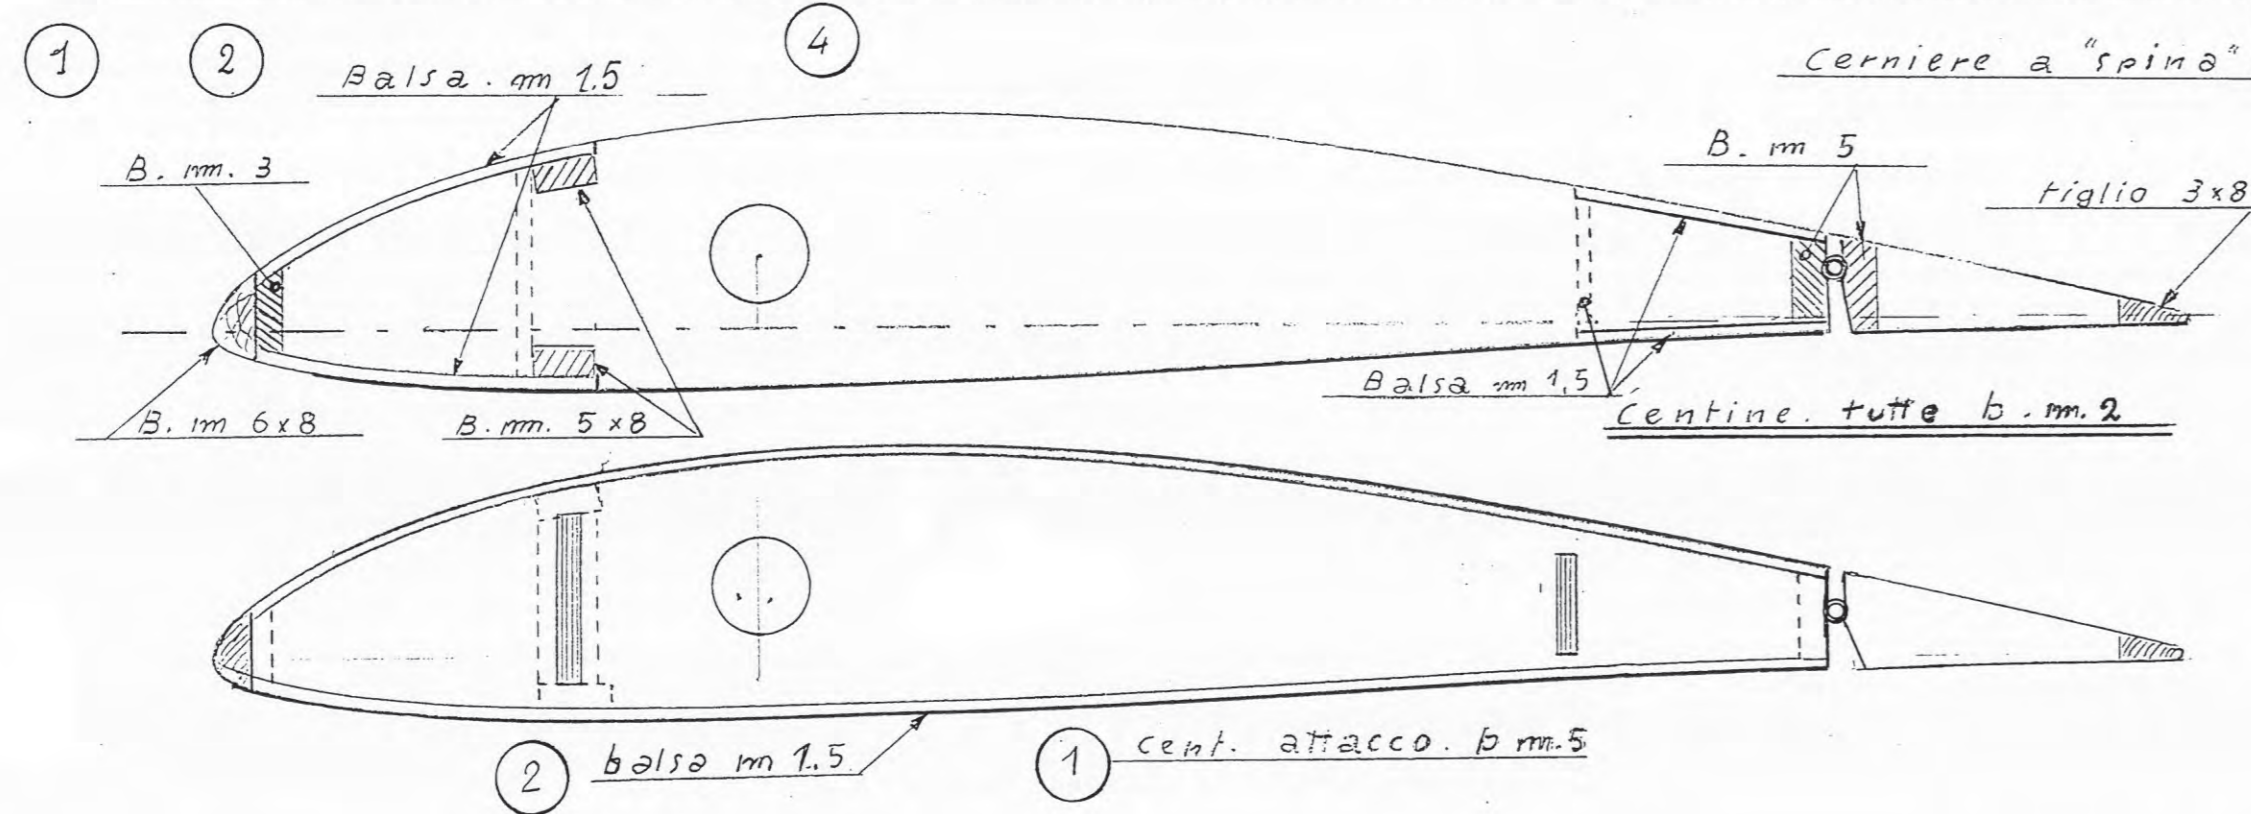 1 2 4
Balsa. mm 1.5
Cerniere a "spina"
B. mm. 3
B. mm 5
tiglio 3x8
Balsa mm 1,5
B. mm 6x8
B. mm. 5x8
Centine. tutte b. mm. 2
2 balsa mm 1.5
1 cent. attacco. b mm. 5